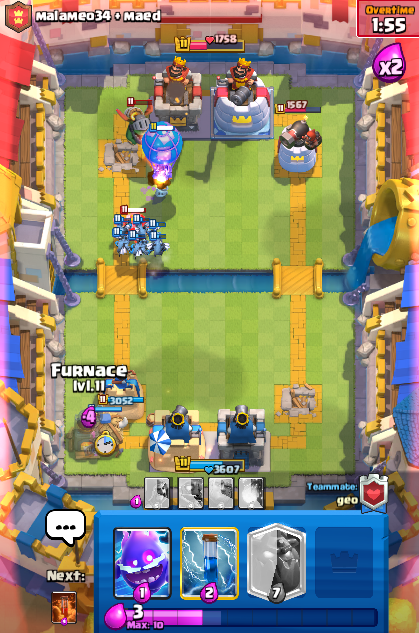 Malameo34 + Maed
Overtime
1:55
1758
x2
1567
Furnace
lvl.11
3052
-4
3607
Teammate:
geo
...
1
2
7
Next:
3
Max: 10